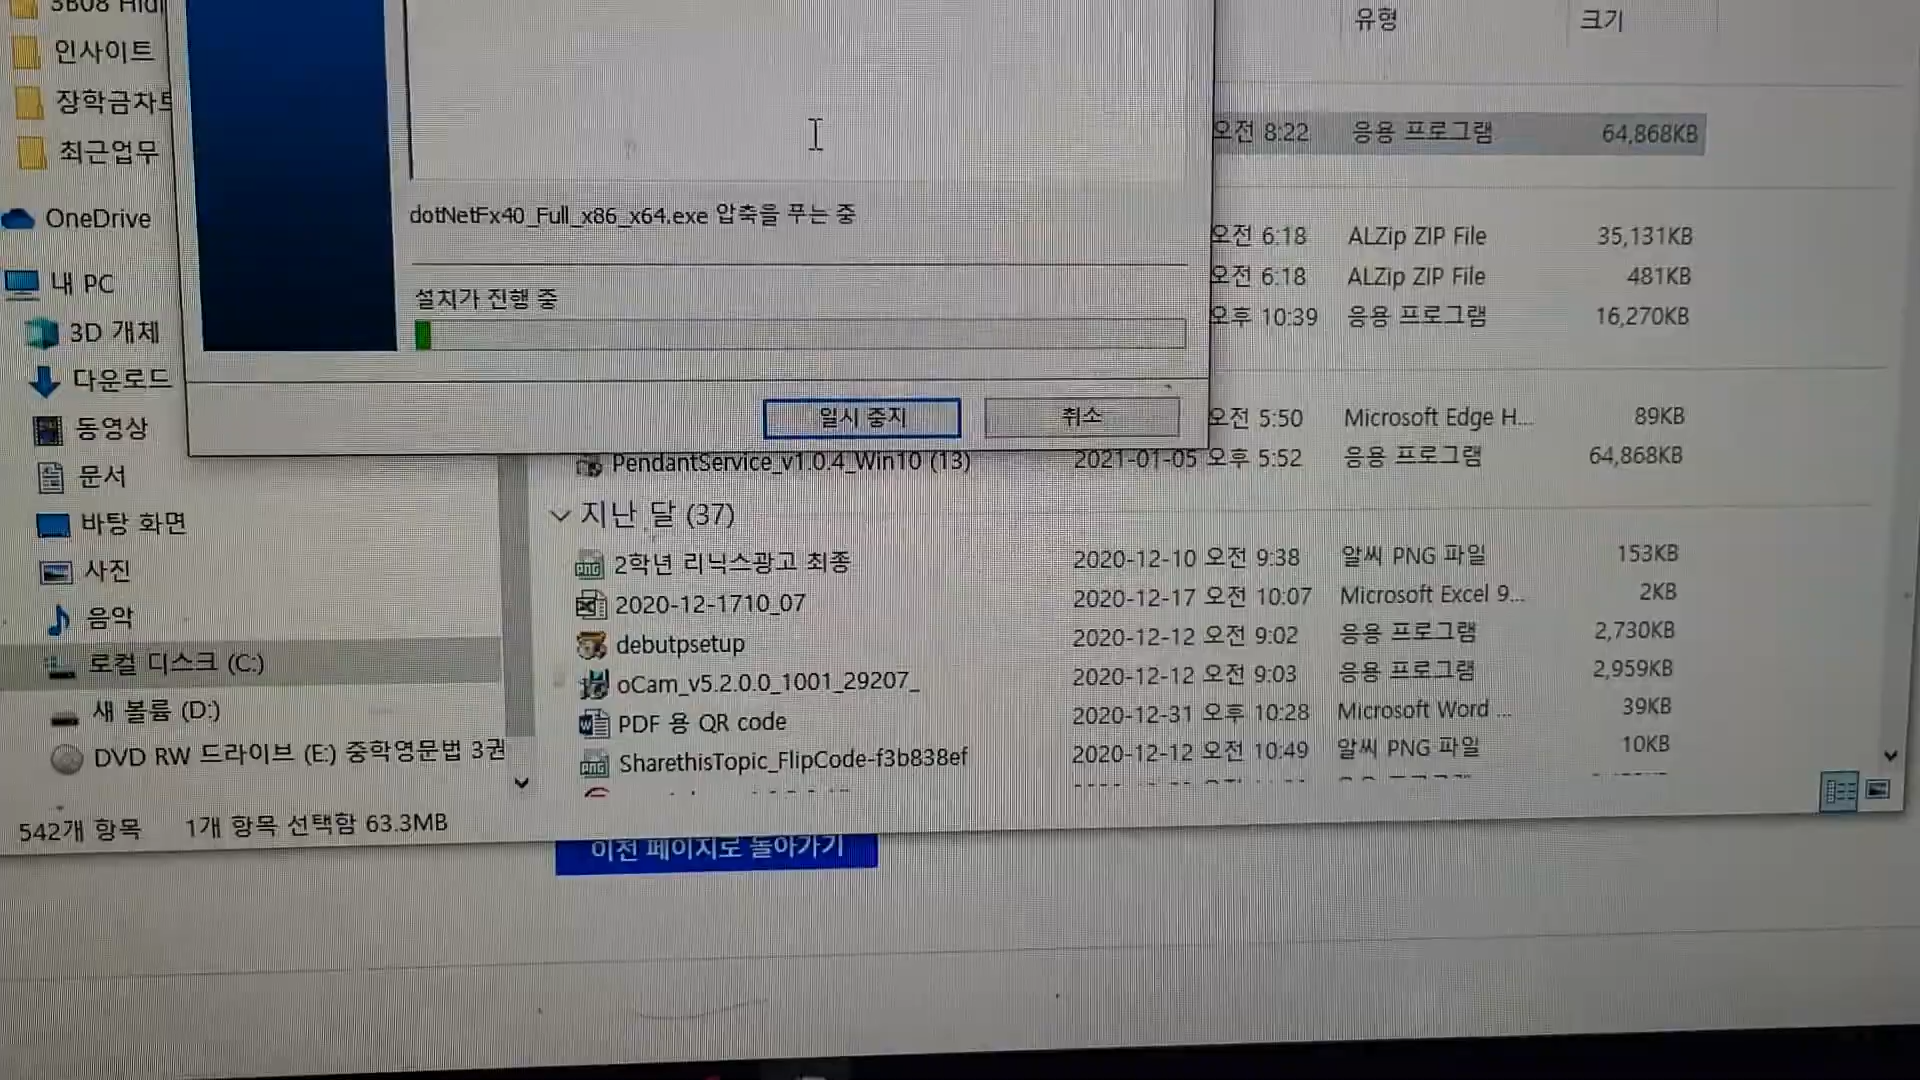 인사이트
장학금차트
최근업무
OneDrive
내 PC
3D 개체
다운로드
동영상
문서
바탕 화면
사진
음악
로컬 디스크 (C:)
새 볼륨 (D:)
DVD RW 드라이브 (E:) 중학영문법 3권
542개 항목 1개 항목 선택함 63.3MB
dotNetFx40_Full_x86_x64.exe 압축을 푸는 중
설치가 진행 중
일시 중지 취소
유형 크기
오전 8:22 응용 프로그램 64,868KB
오전 6:18 ALZip ZIP File 35,131KB
오전 6:18 ALZip ZIP File 481KB
오후 10:39 응용 프로그램 16,270KB
오전 5:50 Microsoft Edge H... 89KB
PendantService_v1.0.4_Win10 (13) 2021-01-05 오후 5:52 응용 프로그램 64,868KB
지난 달 (37)
2학년 리닉스광고 최종 2020-12-10 오전 9:38 알씨 PNG 파일 153KB
2020-12-1710_07 2020-12-17 오전 10:07 Microsoft Excel 9... 2KB
debutpsetup 2020-12-12 오전 9:02 응용 프로그램 2,730KB
oCam_v5.2.0.0_1001_29207_ 2020-12-12 오전 9:03 응용 프로그램 2,959KB
PDF 용 QR code 2020-12-31 오후 10:28 Microsoft Word ... 39KB
SharethisTopic_FlipCode-f3b838ef 2020-12-12 오전 10:49 알씨 PNG 파일 10KB
이전 페이지로 돌아가기